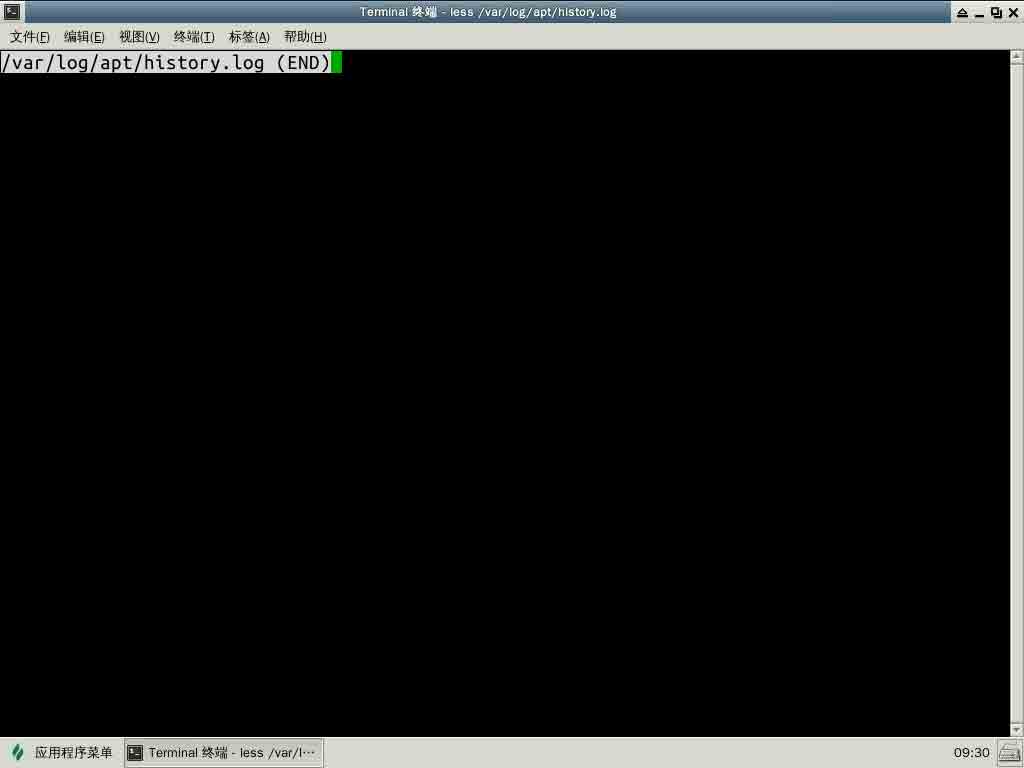 Terminal 终端 - less /var/log/apt/history.log
文件(F) 编辑(E) 视图(V) 终端(T) 标签(A) 帮助(H)
/var/log/apt/history.log (END)
应用程序菜单 Terminal 终端 - less /var/l··· 09:30